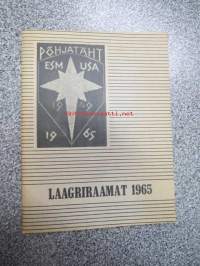 PÕHJATÄHT
ESM USA
19
65
LAAGRIRAAMAT 1965